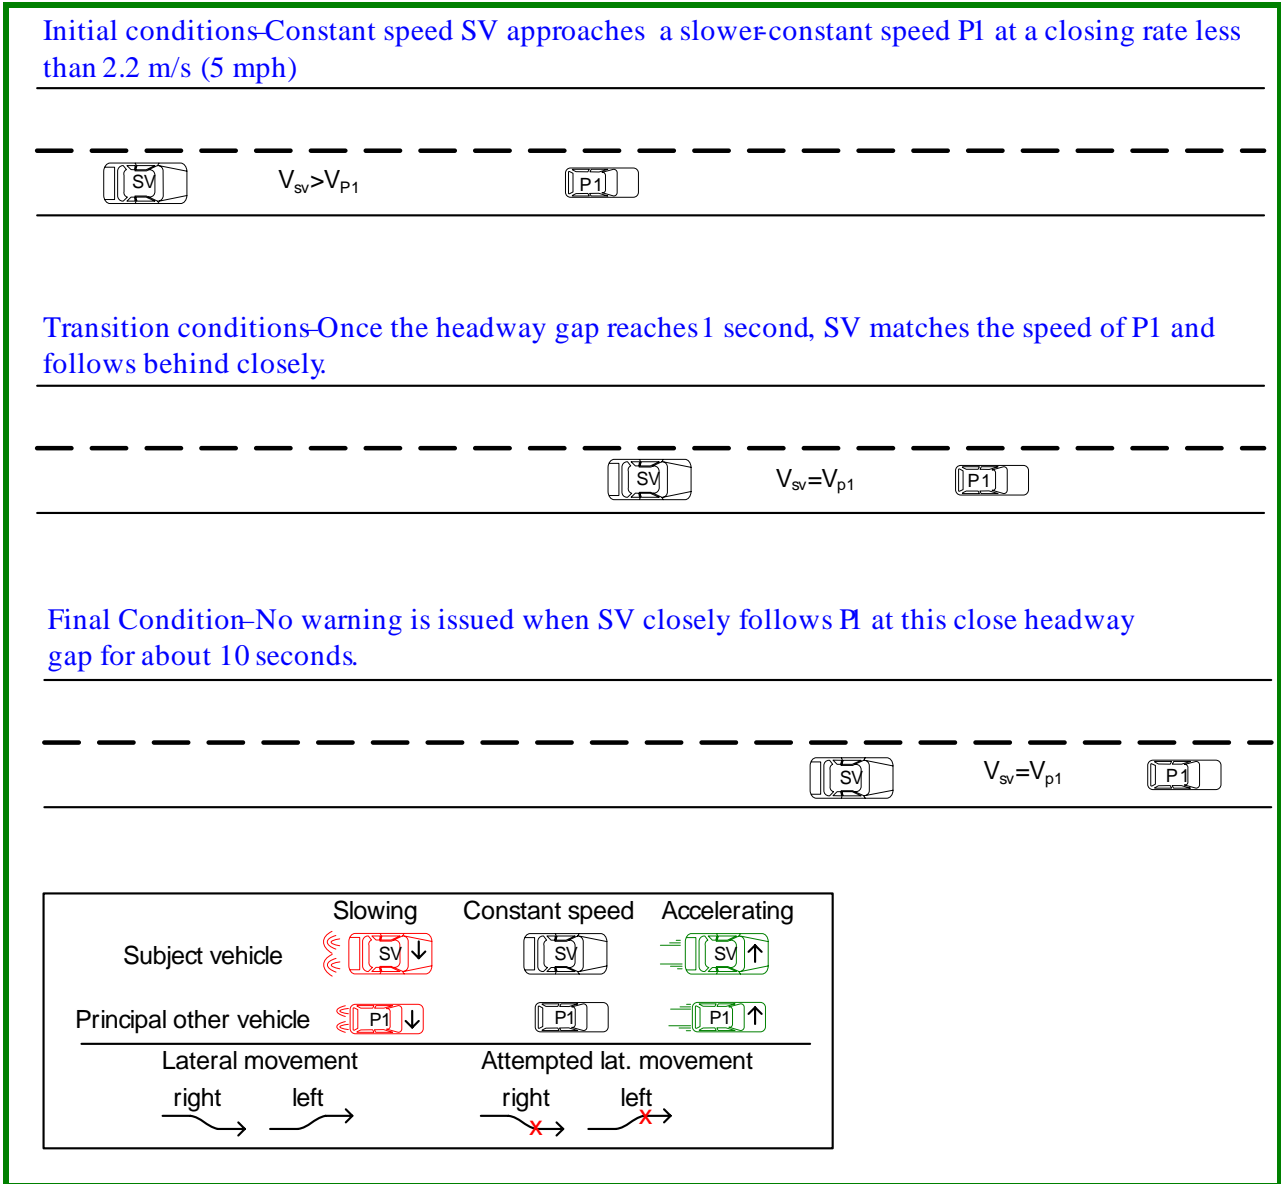 Initial conditions–Constant speed SV approaches a slower-constant speed P1 at a closing rate less
than 2.2 m/s (5 mph)
SV
Vsv>VP1
P1
Transition conditions–Once the headway gap reaches 1 second, SV matches the speed of P1 and
follows behind closely.
SV
Vsv=Vp1
P1
Final Condition–No warning is issued when SV closely follows P1 at this close headway
gap for about 10 seconds.
SV
Vsv=Vp1
P1
Slowing Constant speed Accelerating
Subject vehicle SV SV SV
Principal other vehicle P1 P1 P1
Lateral movement Attempted lat. movement
right left right left
X X